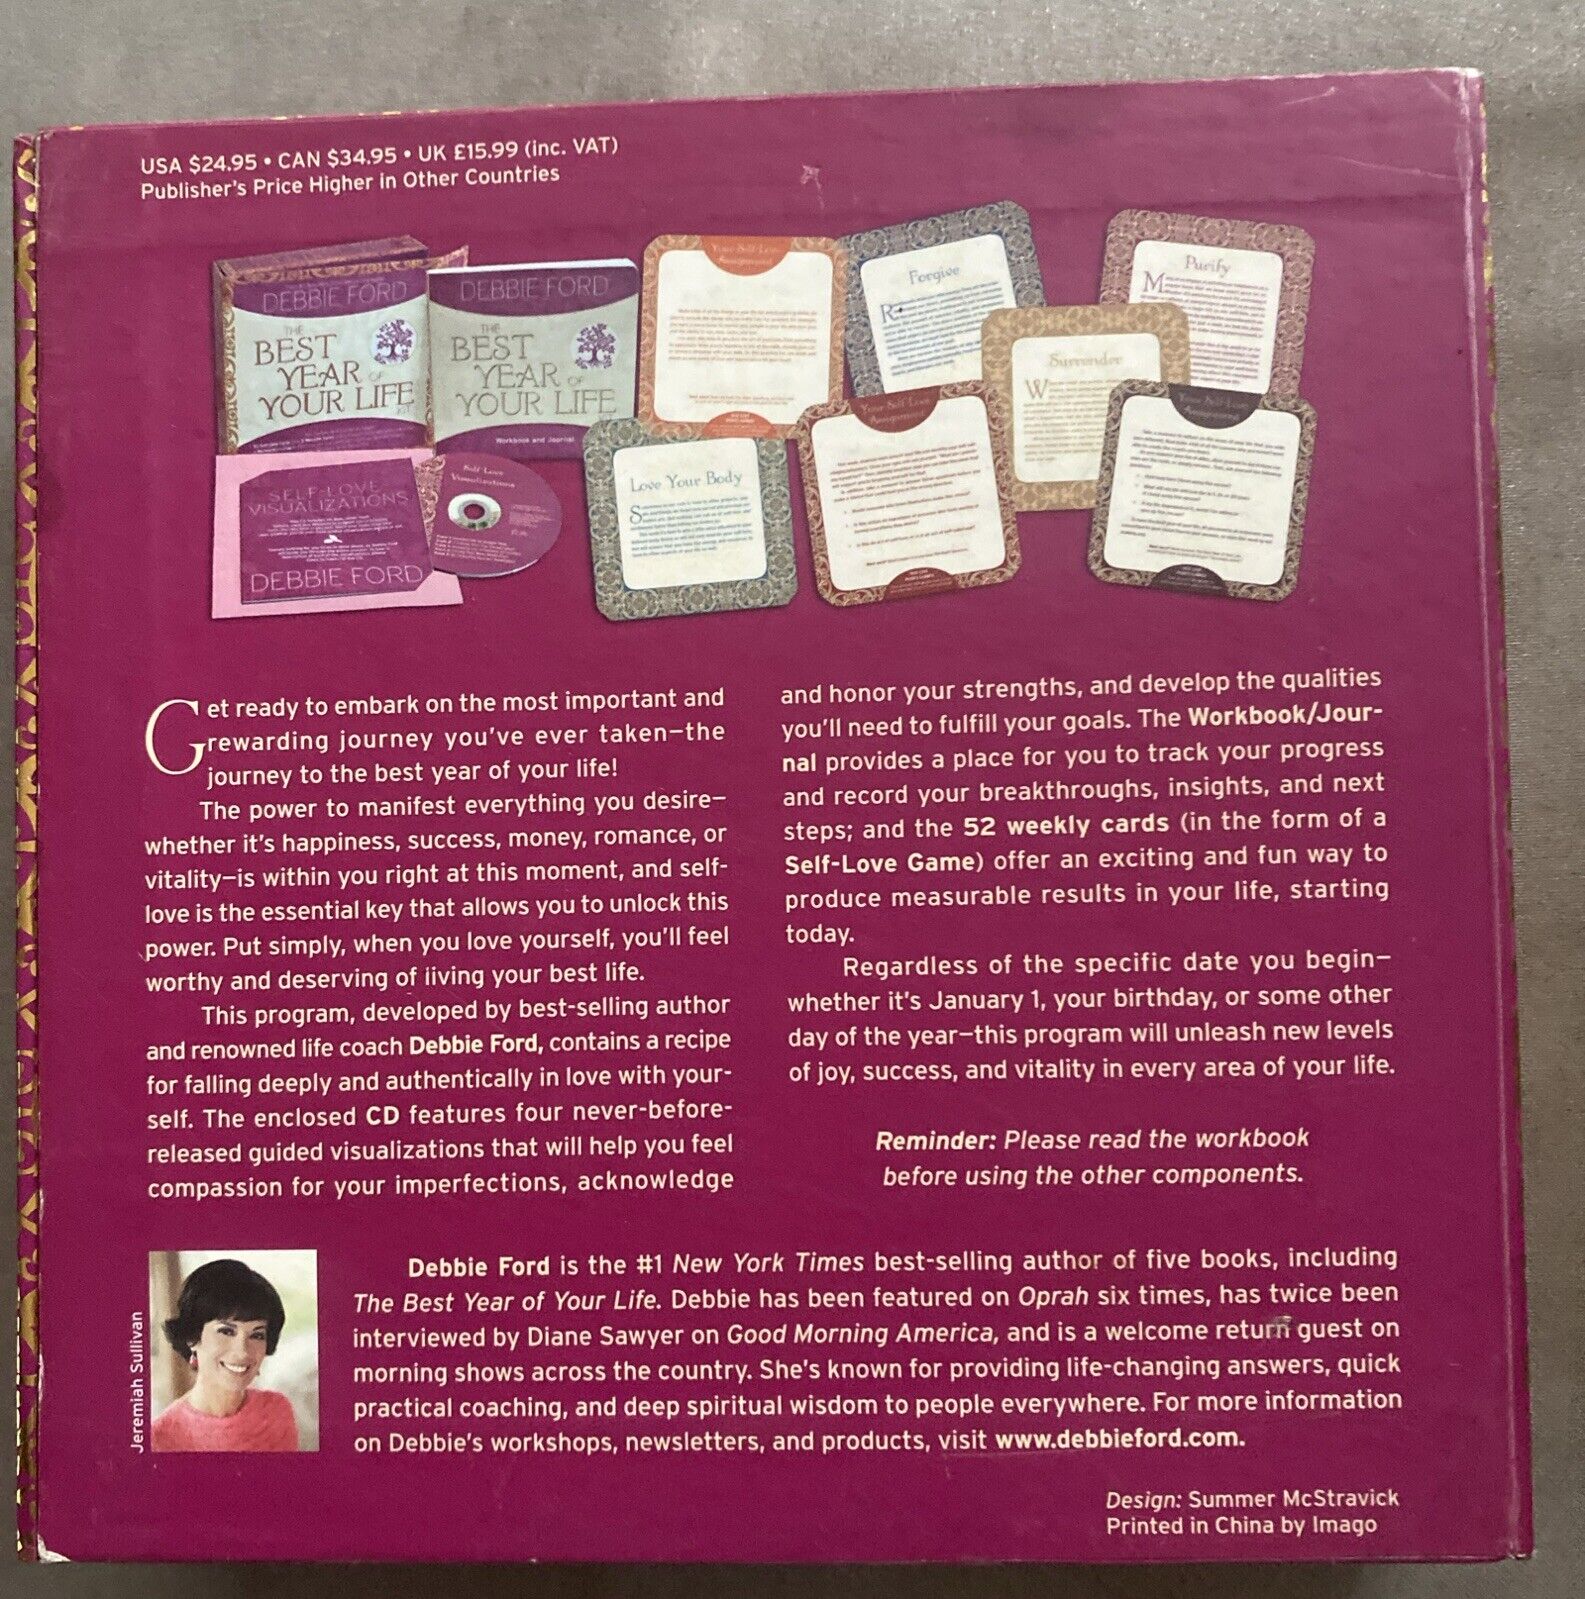 USA $24.95 • CAN $34.95 • UK £15.99 (inc. VAT)
Publisher's Price Higher in Other Countries
DEBBIE FORD
THE
BEST
YEAR OF
YOUR LIFE
KIT
DEBBIE FORD
THE
BEST
YEAR OF
YOUR LIFE
Workbook and Journal
SELF-LOVE
VISUALIZATIONS
DEBBIE FORD
Self-Love
Visualizations
Your Self-Love
Assignment
Forgive
Purify
Surrender
Love Your Body
Your Self-Love
Assignment
Your Self-Love
Assignment
Get ready to embark on the most important and
rewarding journey you've ever taken—the
journey to the best year of your life!
The power to manifest everything you desire—
whether it's happiness, success, money, romance, or
vitality—is within you right at this moment, and self-
love is the essential key that allows you to unlock this
power. Put simply, when you love yourself, you'll feel
worthy and deserving of living your best life.
This program, developed by best-selling author
and renowned life coach Debbie Ford, contains a recipe
for falling deeply and authentically in love with your-
self. The enclosed CD features four never-before-
released guided visualizations that will help you feel
compassion for your imperfections, acknowledge
and honor your strengths, and develop the qualities
you'll need to fulfill your goals. The Workbook/Jour-
nal provides a place for you to track your progress
and record your breakthroughs, insights, and next
steps; and the 52 weekly cards (in the form of a
Self-Love Game) offer an exciting and fun way to
produce measurable results in your life, starting
today.
Regardless of the specific date you begin—
whether it's January 1, your birthday, or some other
day of the year—this program will unleash new levels
of joy, success, and vitality in every area of your life.
Reminder: Please read the workbook
before using the other components.
Jeremiah Sullivan
Debbie Ford is the #1 New York Times best-selling author of five books, including
The Best Year of Your Life. Debbie has been featured on Oprah six times, has twice been
interviewed by Diane Sawyer on Good Morning America, and is a welcome return guest on
morning shows across the country. She's known for providing life-changing answers, quick
practical coaching, and deep spiritual wisdom to people everywhere. For more information
on Debbie's workshops, newsletters, and products, visit www.debbieford.com.
Design: Summer McStravick
Printed in China by Imago